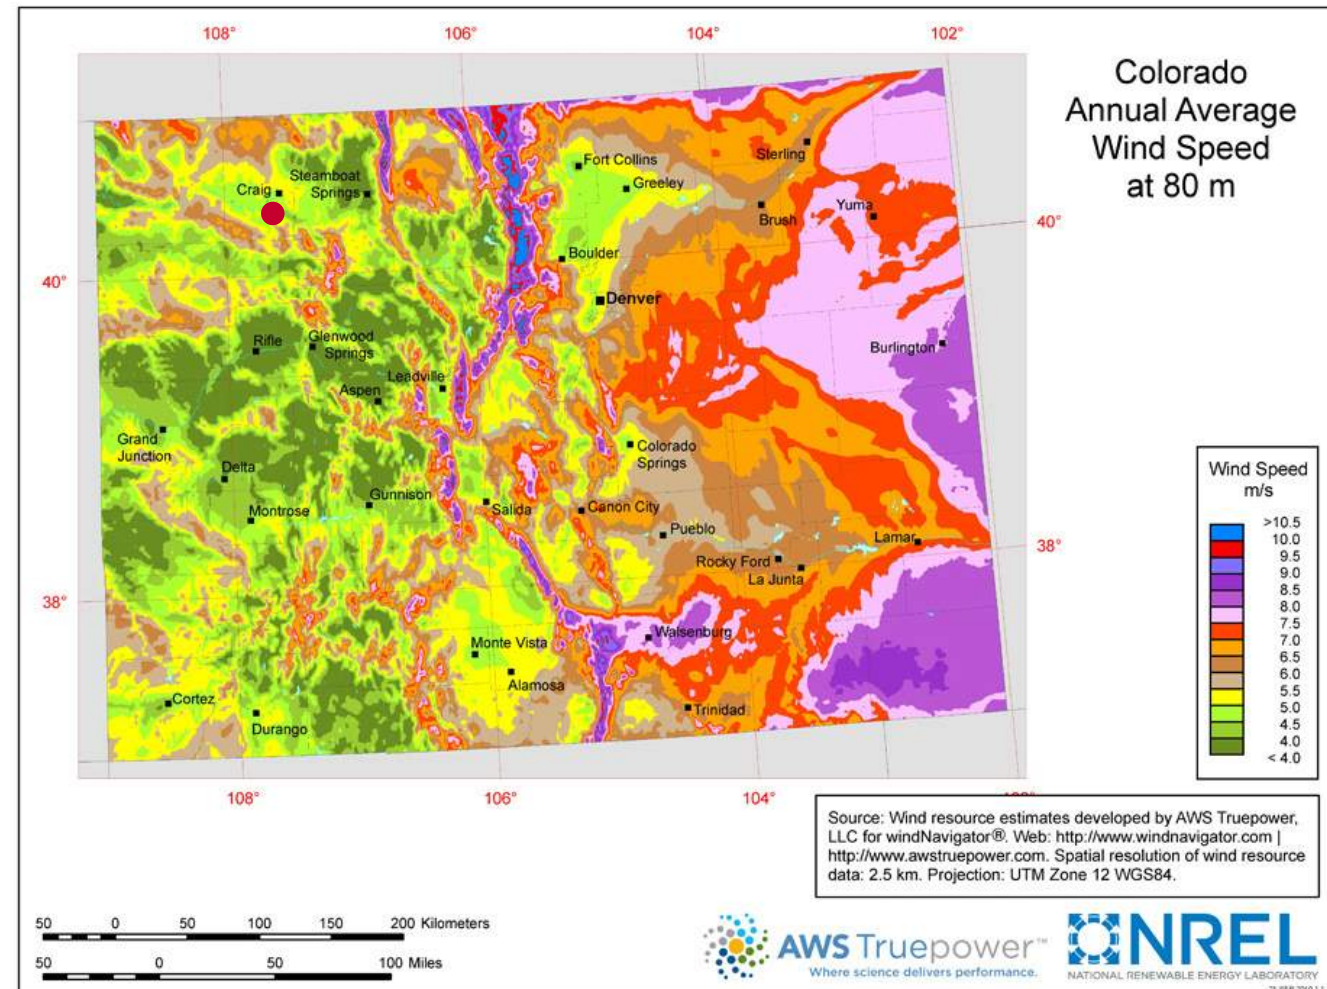 108°
106°
104°
102°
Colorado
Annual Average
Wind Speed
at 80 m
Sterling
Fort Collins
Steamboat
Springs
Craig
Greeley
Brush
Yuma
40°
Boulder
40°
Denver
Rifle
Glenwood
Springs
Burlington
Leadville
Aspen
Grand
Junction
Colorado
Springs
Delta
Gunnison
Salida
Canon City
Montrose
Pueblo
Lamar
38°
Rocky Ford
La Junta
38°
Walsenburg
Monte Vista
Alamosa
Cortez
Trinidad
Durango
108°
106°
104°
Wind Speed
m/s
>10.5
10.0
9.5
9.0
8.5
8.0
7.5
7.0
6.5
6.0
5.5
5.0
4.5
4.0
< 4.0
Source: Wind resource estimates developed by AWS Truepower,
LLC for windNavigator®. Web: http://www.windnavigator.com |
http://www.awstruepower.com. Spatial resolution of wind resource
data: 2.5 km. Projection: UTM Zone 12 WGS84.
50 0 50 100 150 200 Kilometers
50 0 50 100 Miles
AWS Truepower™
Where science delivers performance.
NREL
NATIONAL RENEWABLE ENERGY LABORATORY